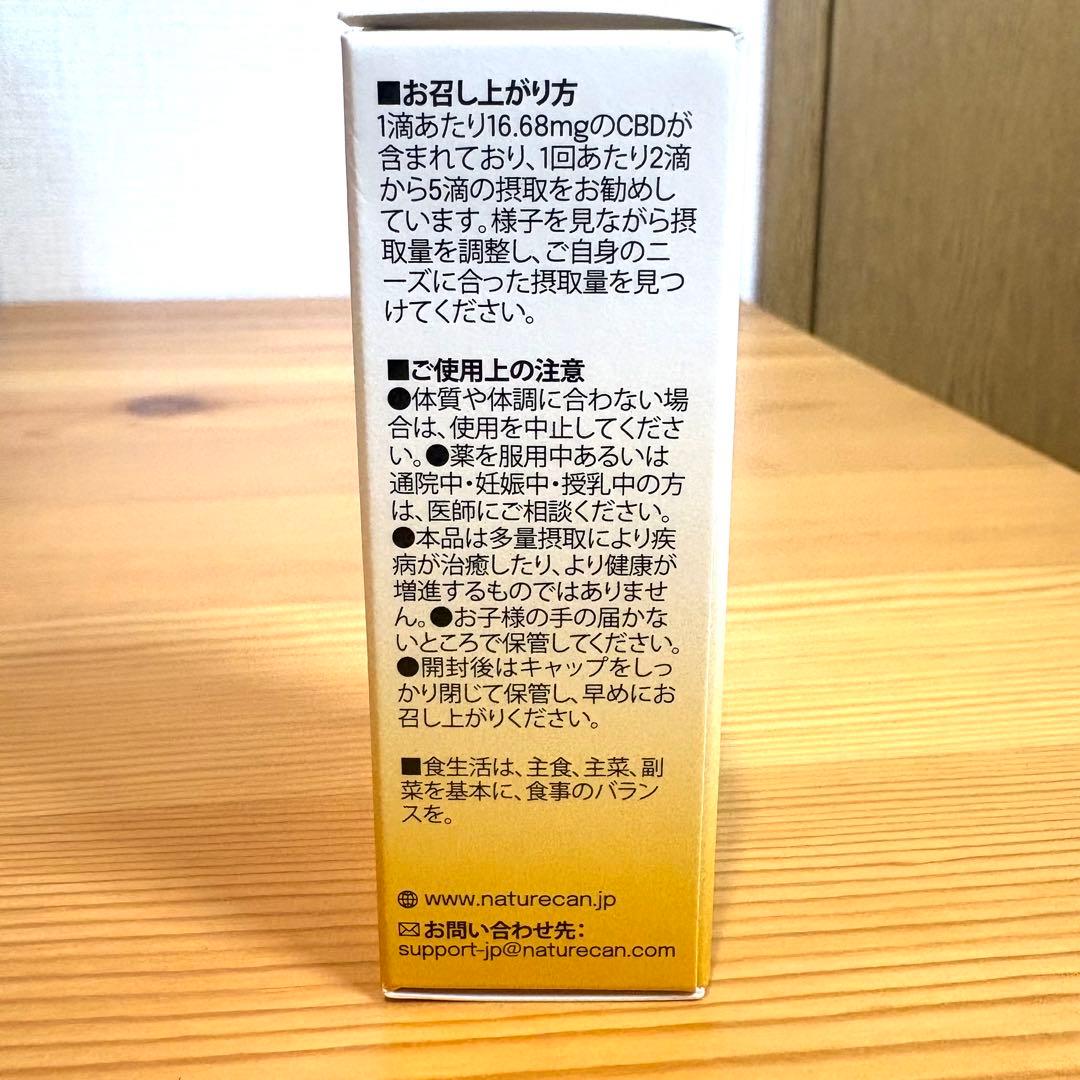 ■お召し上がり方
1滴あたり16.68mgのCBDが
含まれており、1回あたり2滴
から5滴の摂取をお勧めし
ています。様子を見ながら摂
取量を調整し、ご自身のニ
ーズに合った摂取量を見つ
けてください。
■ご使用上の注意
●体質や体調に合わない場
合は、使用を中止してくださ
い。●薬を服用中あるいは
通院中・妊娠中・授乳中の方
は、医師にご相談ください。
●本品は多量摂取により疾
病が治癒したり、より健康が
増進するものではありませ
ん。●お子様の手の届かな
いところで保管してください。
●開封後はキャップをしっ
かり閉じて保管し、早めにお
召し上がりください。
■食生活は、主食、主菜、副
菜を基本に、食事のバラン
スを。
www.naturecan.jp
お問い合わせ先：
support-jp@naturecan.com